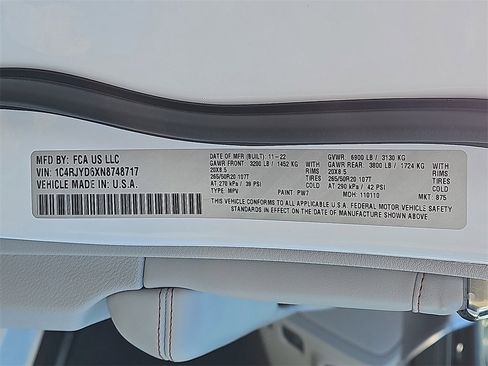 MFD BY: FCA US LLC
VIN: 1C4RJYD6XN8748717
VEHICLE MADE IN U.S.A.
DATE OF MFR (BUILT): 11-22
GAWR FRONT: 3200 LB / 1452 KG
WITH
20X8.5
RIMS
265/50R20 107T
TIRES
AT 270 kPa / 39 PSI
TYPE: MPV
PAINT: PW7
GVWR: 6900 LB / 3130 KG
GAWR REAR: 3800 LB / 1724 KG
WITH
20X8.5
RIMS
265/50R20 107T
TIRES
AT 290 kPa / 42 PSI
MDH: 110110
MKT: 875
THIS VEHICLE CONFORMS TO ALL APPLICABLE U.S.A. FEDERAL MOTOR VEHICLE SAFETY
STANDARDS IN EFFECT ON THE DATE OF MANUFACTURE SHOWN ABOVE.